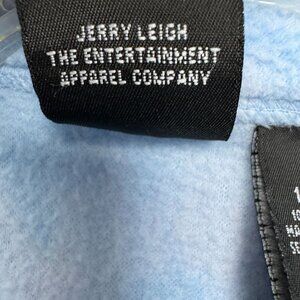 JERRY LEIGH
THE ENTERTAINMENT
APPAREL COMPANY